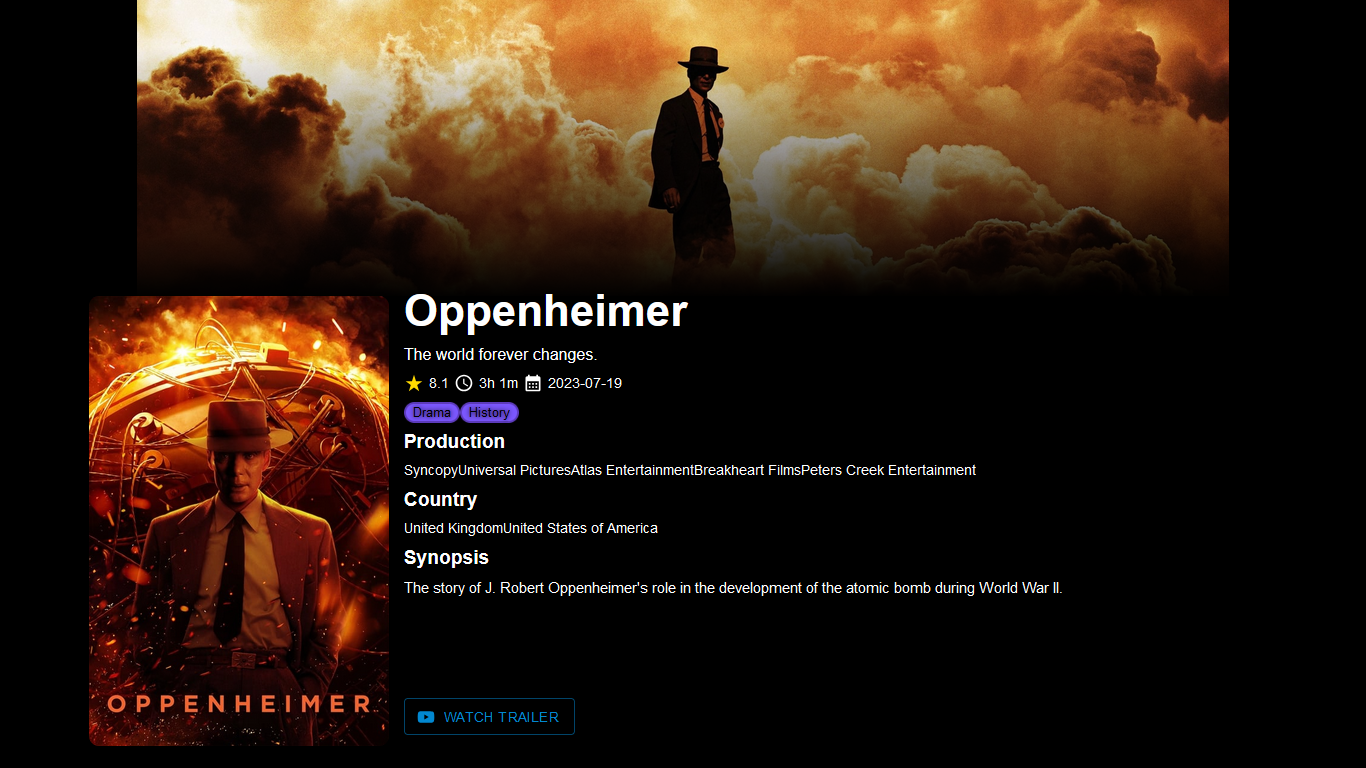 Oppenheimer
The world forever changes.
8.1 3h 1m 2023-07-19
Drama History
Production
SyncopyUniversal PicturesAtlas EntertainmentBreakheart FilmsPeters Creek Entertainment
Country
United KingdomUnited States of America
Synopsis
The story of J. Robert Oppenheimer's role in the development of the atomic bomb during World War II.
WATCH TRAILER
OPPENHEIMER